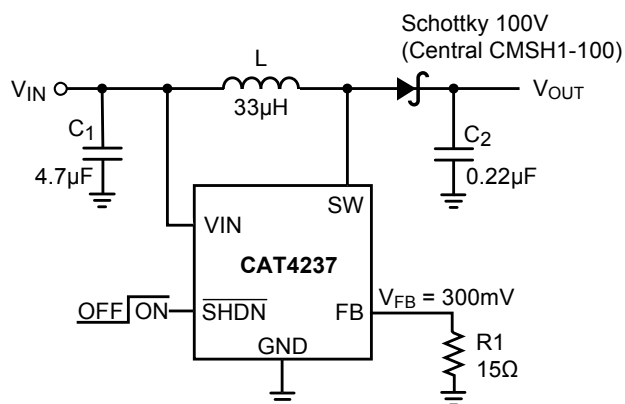 Schottky 100V
(Central CMSH1-100)
L
VIN
33µH
VOUT
C1
4.7µF
C2
0.22µF
SW
VIN
CAT4237
VFB = 300mV
OFF ON
SHDN
FB
GND
R1
15Ω